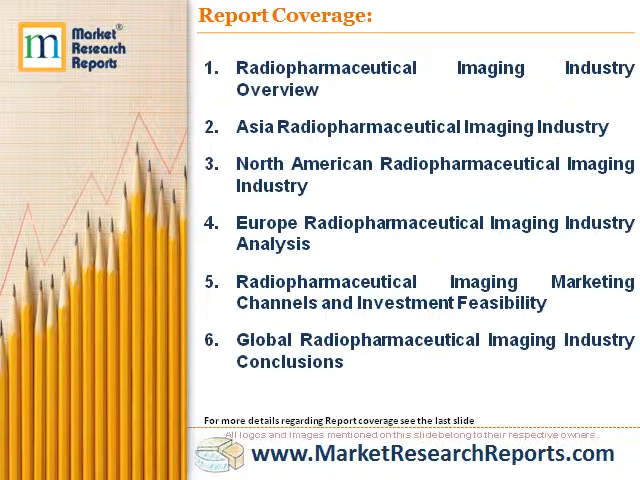 Report Coverage:
m Market®
Research
Reports
1. Radiopharmaceutical Imaging Industry
Overview
2. Asia Radiopharmaceutical Imaging Industry
3. North American Radiopharmaceutical Imaging
Industry
4. Europe Radiopharmaceutical Imaging Industry
Analysis
5. Radiopharmaceutical Imaging Marketing
Channels and Investment Feasibility
6. Global Radiopharmaceutical Imaging Industry
Conclusions
For more details regarding Report coverage see the last slide
All logos and Images mentioned on this slide belong to their respective owners.
www.MarketResearchReports.com